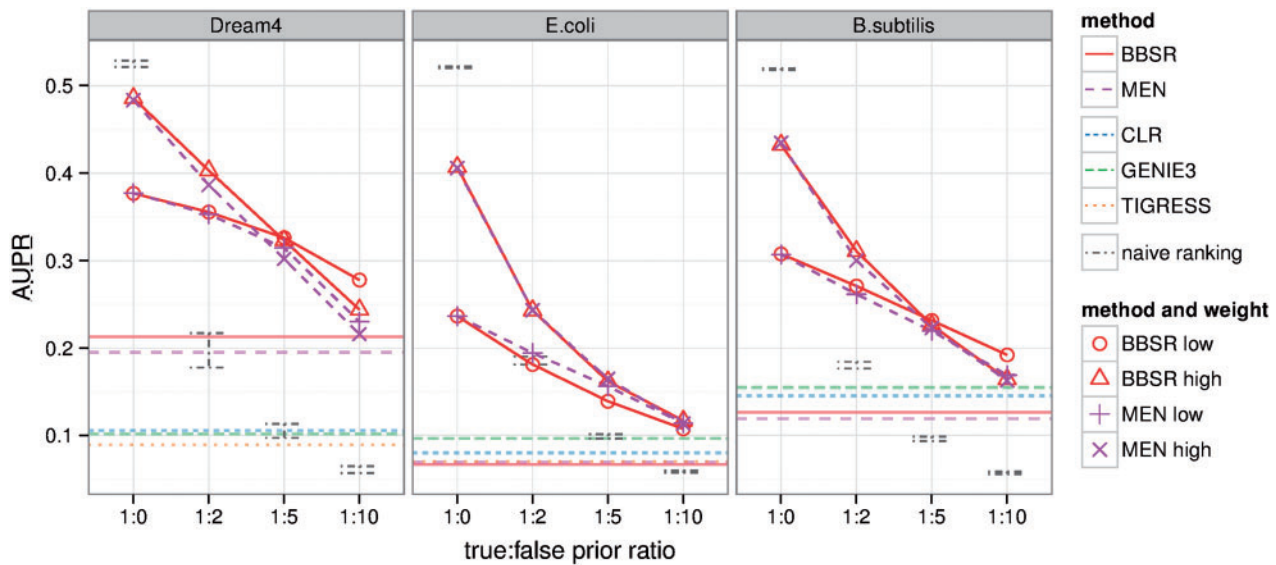 Dream4
E.coli
B.subtilis
AUPR
0.5
0.4
0.3
0.2
0.1
1:0
1:2
1:5
1:10
1:0
1:2
1:5
1:10
1:0
1:2
1:5
1:10
true:false prior ratio
method
BBSR
MEN
CLR
GENIE3
TIGRESS
naive ranking
method and weight
BBSR low
BBSR high
MEN low
MEN high